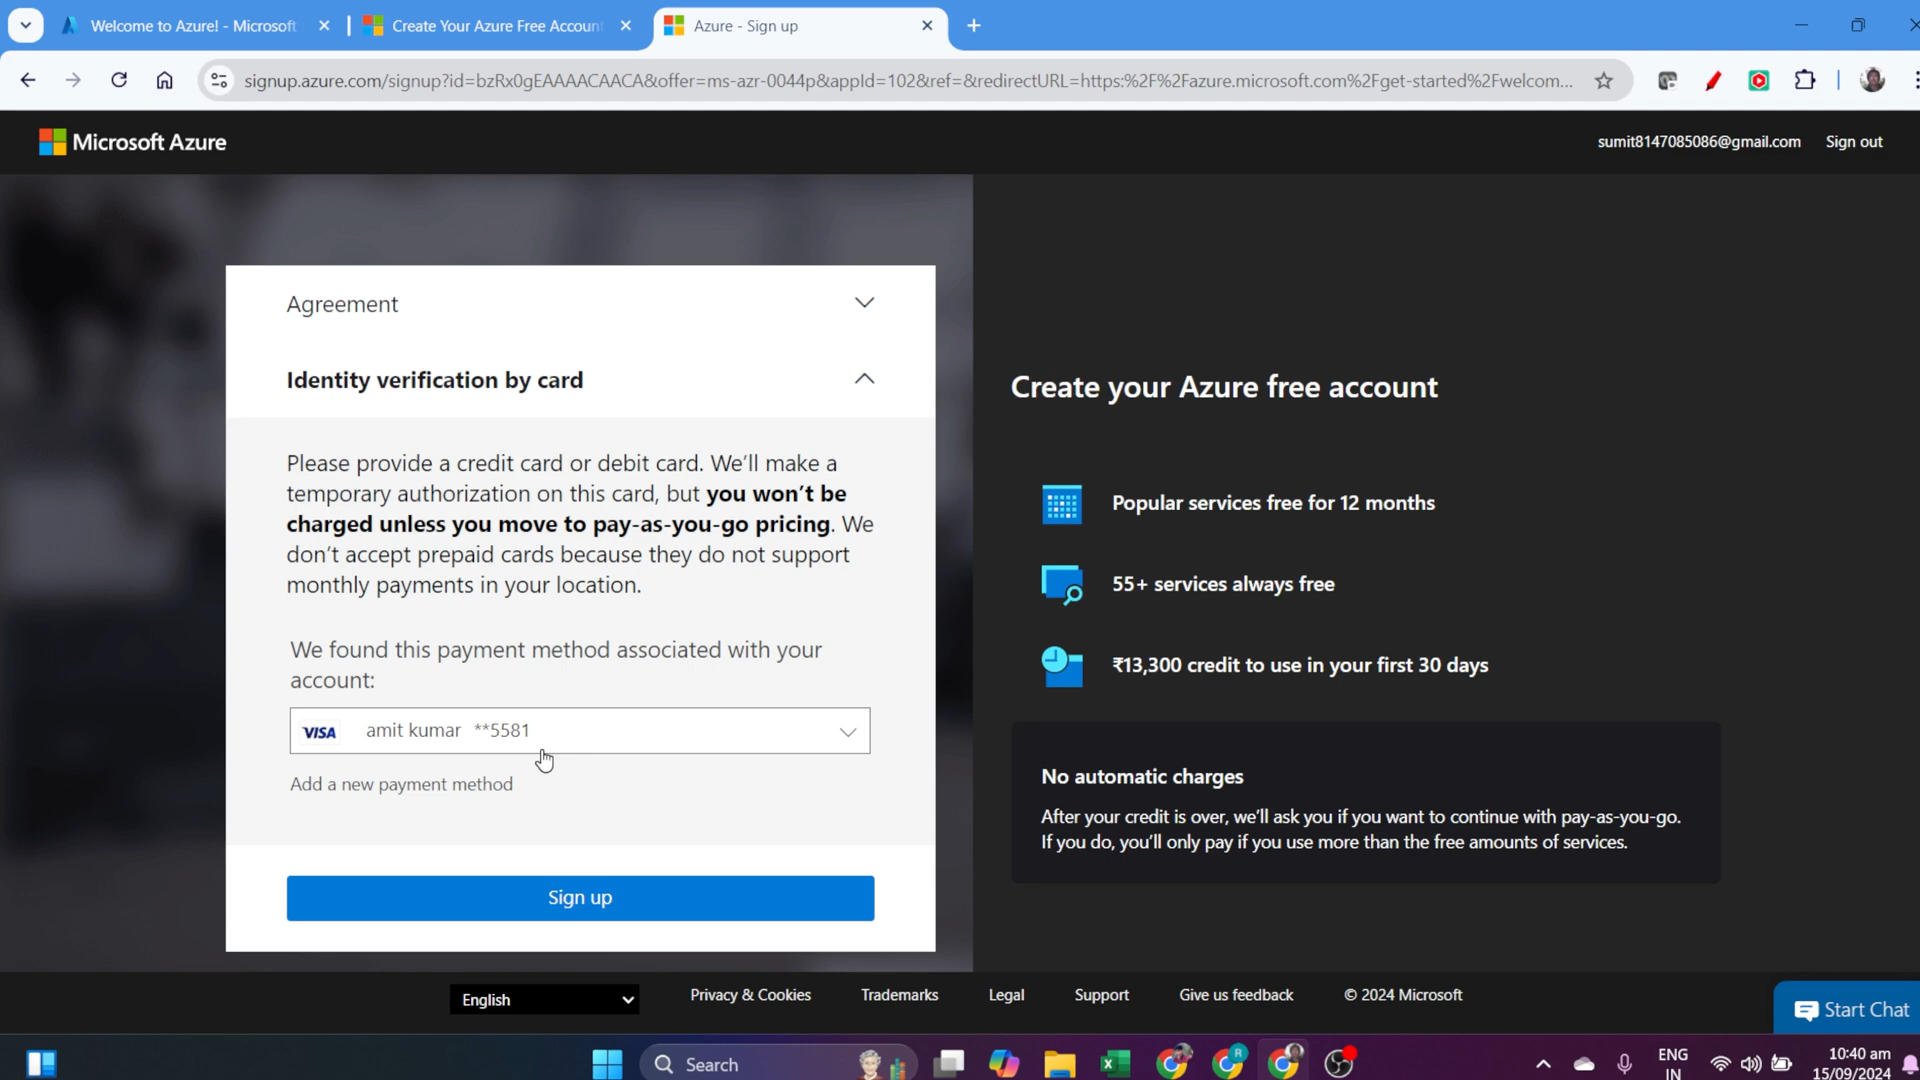 Welcome to Azure! - Microsoft
Create Your Azure Free Accoun
Azure - Sign up
signup.azure.com/signup?id=bzRx0gEAAAACAACA&offer=ms-azr-0044p&appId=102&ref=&redirectURL=https:%2F%2Fazure.microsoft.com%2Fget-started%2Fwelcom...
Microsoft Azure
sumit8147085086@gmail.com
Sign out
Agreement
Identity verification by card
Please provide a credit card or debit card. We'll make a
temporary authorization on this card, but you won't be
charged unless you move to pay-as-you-go pricing. We
don't accept prepaid cards because they do not support
monthly payments in your location.
We found this payment method associated with your
account:
VISA amit kumar **5581
Add a new payment method
Sign up
Create your Azure free account
Popular services free for 12 months
55+ services always free
₹13,300 credit to use in your first 30 days
No automatic charges
After your credit is over, we'll ask you if you want to continue with pay-as-you-go.
If you do, you'll only pay if you use more than the free amounts of services.
English
Privacy & Cookies
Trademarks
Legal
Support
Give us feedback
© 2024 Microsoft
Start Chat
Search
R
ENG
IN
10:40 am
15/09/2024